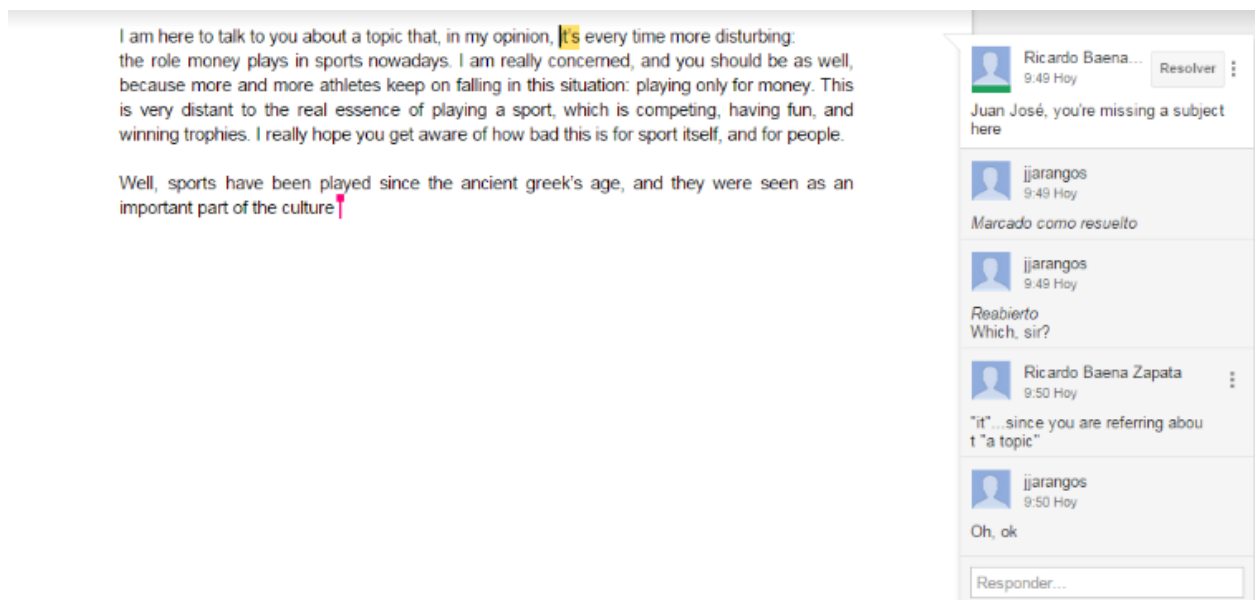 I am here to talk to you about a topic that, in my opinion, it's every time more disturbing:
the role money plays in sports nowadays. I am really concerned, and you should be as well,
because more and more athletes keep on falling in this situation: playing only for money. This
is very distant to the real essence of playing a sport, which is competing, having fun, and
winning trophies. I really hope you get aware of how bad this is for sport itself, and for people.
Well, sports have been played since the ancient greek's age, and they were seen as an
important part of the culture
Ricardo Baena...
9:49 Hoy
Resolver
Juan José, you're missing a subject
here
jjarangos
9:49 Hoy
Marcado como resuelto
jjarangos
9:49 Hoy
Reabierto
Which, sir?
Ricardo Baena Zapata
9:50 Hoy
"it"...since you are referring abou
t "a topic"
jjarangos
9:50 Hoy
Oh, ok
Responder...